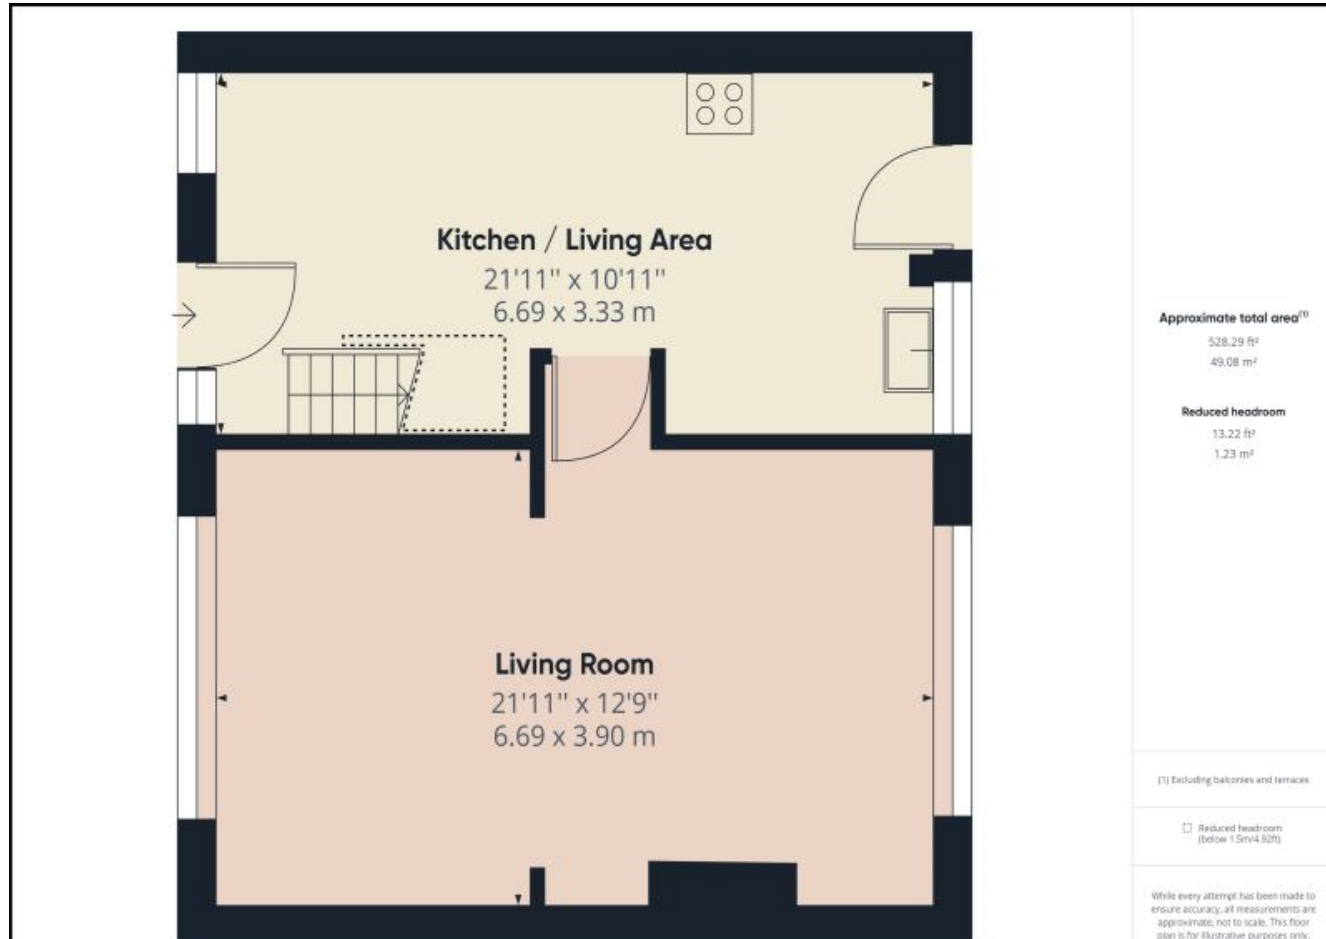 Kitchen / Living Area
21'11" x 10'11"
6.69 x 3.33 m
Living Room
21'11" x 12'9"
6.69 x 3.90 m
Approximate total area(1)
528.29 ft²
49.08 m²
Reduced headroom
13.22 ft²
1.23 m²
(1) Excluding balconies and terraces
Reduced headroom
(below 1.5m/4.92ft)
While every attempt has been made to
ensure accuracy, all measurements are
approximate, not to scale. This floor
plan is for illustrative purposes only.